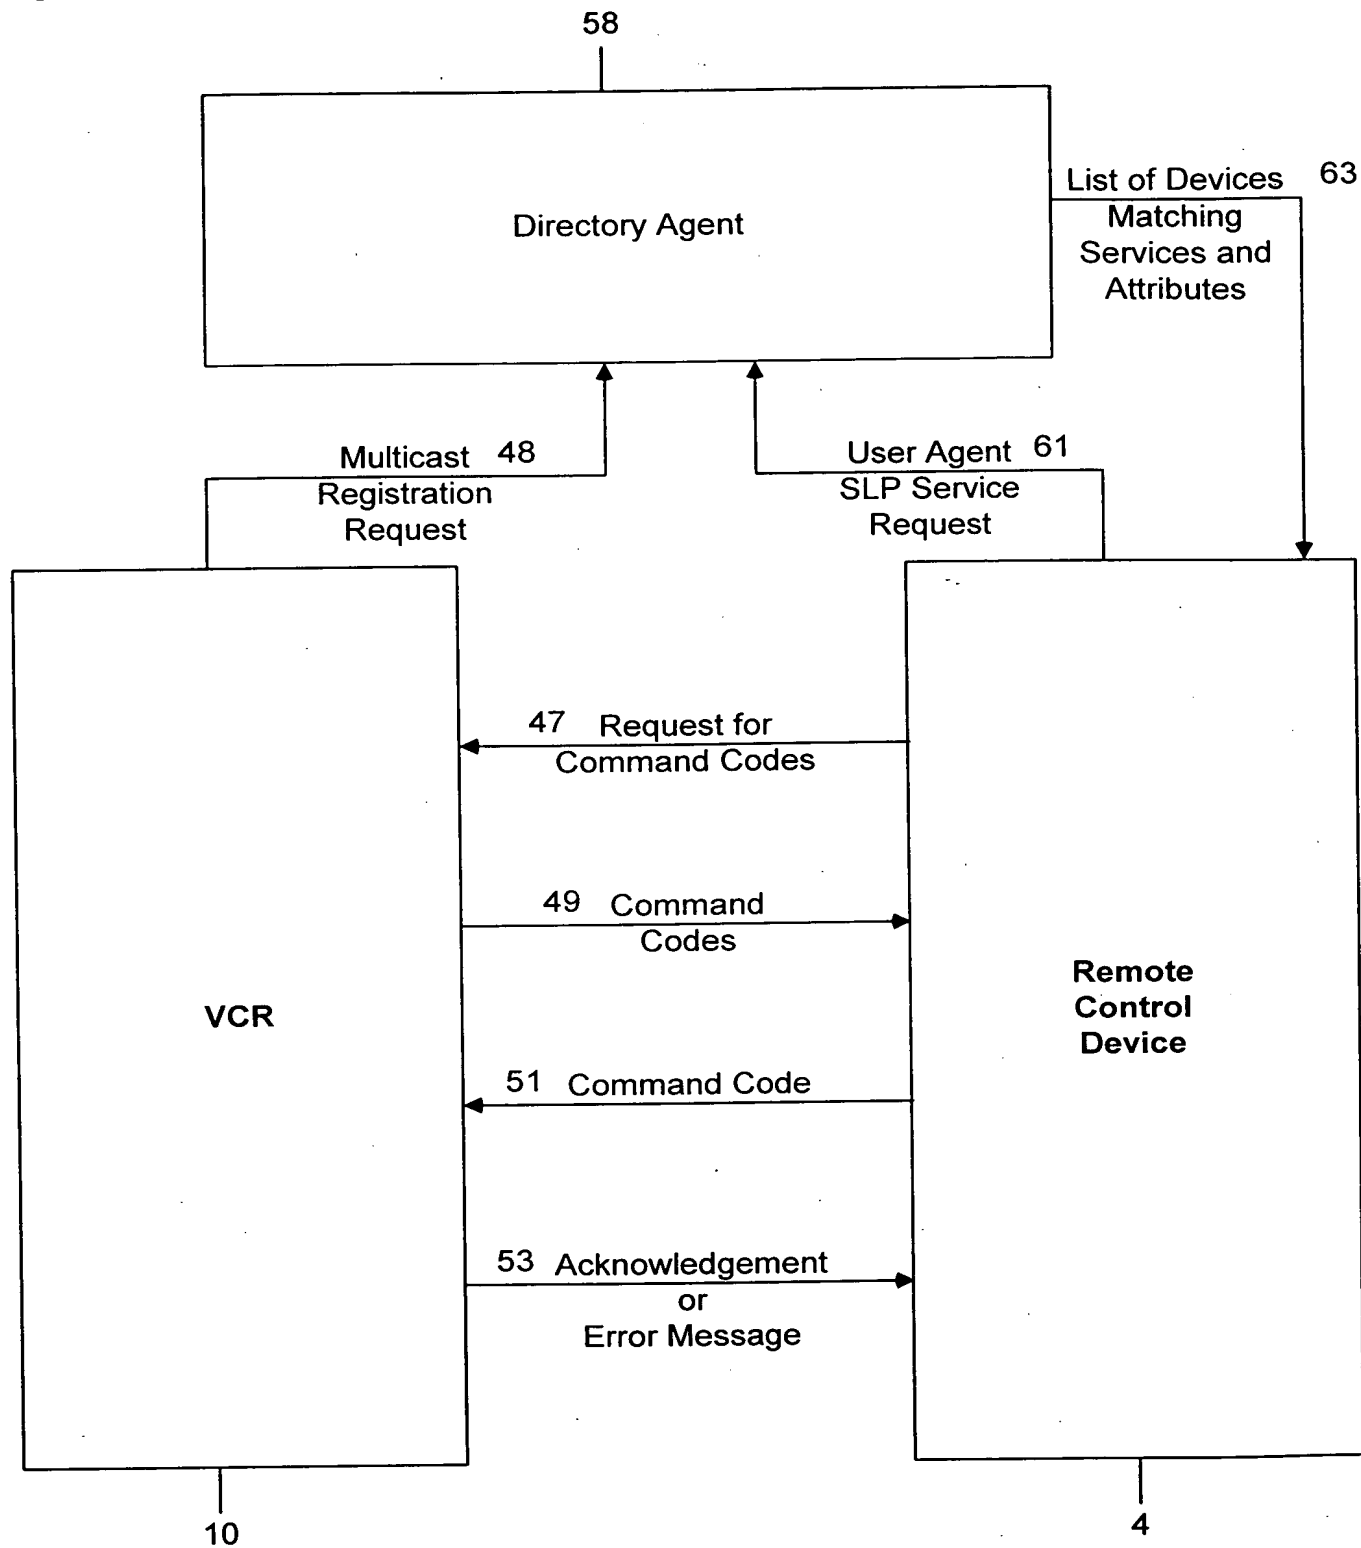 58
Directory Agent
List of Devices 63
Matching
Services and
Attributes
Multicast 48
Registration
Request
User Agent 61
SLP Service
Request
47 Request for
Command Codes
49 Command
Codes
VCR
Remote
Control
Device
51 Command Code
53 Acknowledgement
or
Error Message
10
4